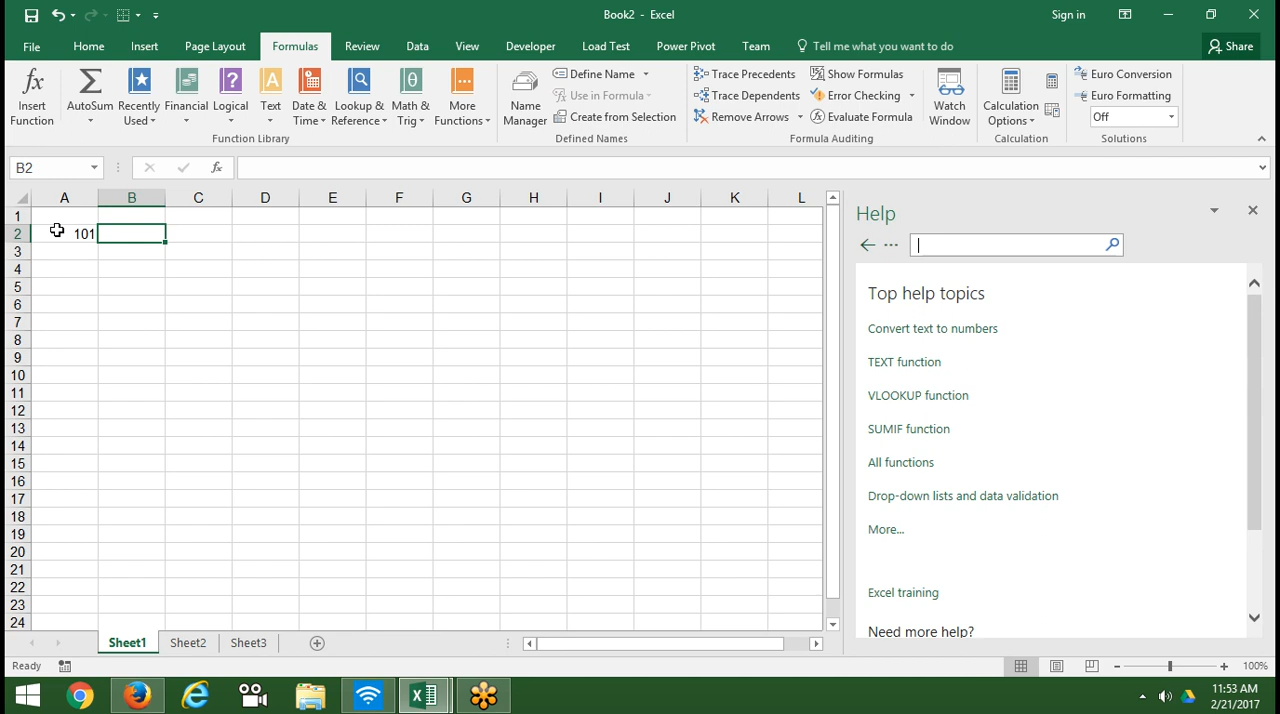 Book2 - Excel
Sign in
File Home Insert Page Layout Formulas Review Data View Developer Load Test Power Pivot Team Tell me what you want to do Share
Insert Function
AutoSum
Recently Used
Financial
Logical
Text
Date & Time
Lookup & Reference
Math & Trig
More Functions
Function Library
Name Manager
Define Name
Use in Formula
Create from Selection
Defined Names
Trace Precedents
Trace Dependents
Remove Arrows
Show Formulas
Error Checking
Evaluate Formula
Formula Auditing
Watch Window
Calculation Options
Calculation
Euro Conversion
Euro Formatting
Off
Solutions
B2
fx
A B C D E F G H I J K L
1
2 101
3
4
5
6
7
8
9
10
11
12
13
14
15
16
17
18
19
20
21
22
23
24
Help
Top help topics
Convert text to numbers
TEXT function
VLOOKUP function
SUMIF function
All functions
Drop-down lists and data validation
More...
Excel training
Need more help?
Sheet1 Sheet2 Sheet3
Ready
100%
11:53 AM
2/21/2017